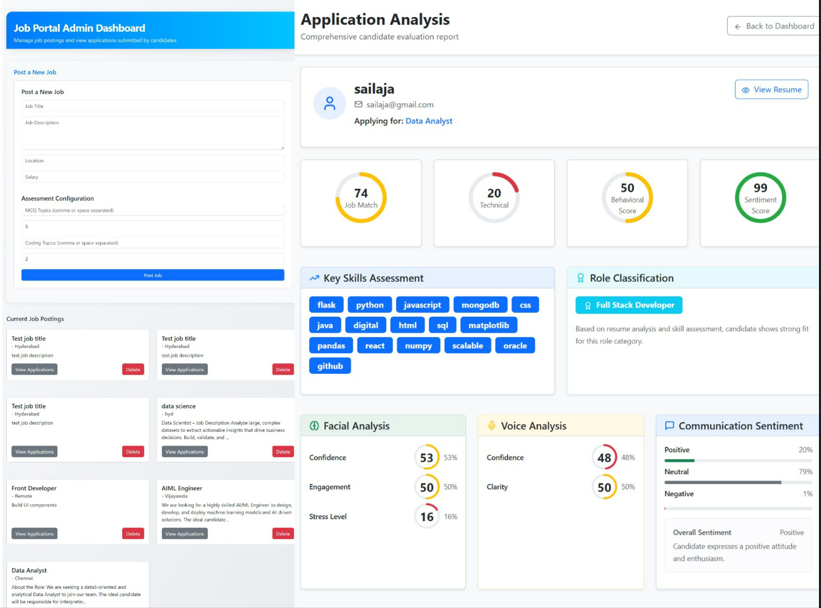 Job Portal Admin Dashboard
Manage job postings and view applications submitted by candidates.
Post a New Job
Post a New Job
Job Title
Job Description
Location
Salary
Assessment Configuration
MCQ Topics (comma or space separated)
5
Coding Topics (comma or space separated)
2
Post Job
Current Job Postings
Test job title
- Hyderabad
test job description
View Applications
Delete
Test job title
- Hyderabad
test job description
View Applications
Delete
Test job title
- Hyderabad
test job description
View Applications
Delete
data science
- hyd
Data Scientist – Job Description Analyze large, complex
datasets to extract actionable insights that drive business
decisions. Build, validate, and ...
View Applications
Delete
Front Developer
- Remote
Build UI components
View Applications
Delete
AIML Engineer
- Vijayawda
We are looking for a highly skilled AI/ML Engineer to design,
develop, and deploy machine learning models and AI driven
solutions. The ideal candidate...
View Applications
Delete
Data Analyst
- Chennai
About the Role: We are seeking a detail-oriented and
analytical Data Analyst to join our team. The ideal candidate
will be responsible for interpretin...
Application Analysis
Comprehensive candidate evaluation report
← Back to Dashboard
sailaja
sailaja@gmail.com
Applying for: Data Analyst
View Resume
74
Job Match
20
Technical
50
Behavioral
Score
99
Sentiment
Score
Key Skills Assessment
flask python javascript mongodb css
java digital html sql matplotlib
pandas react numpy scalable oracle
github
Role Classification
Full Stack Developer
Based on resume analysis and skill assessment, candidate shows strong fit
for this role category.
Facial Analysis
Confidence 53 53%
Engagement 50 50%
Stress Level 16 16%
Voice Analysis
Confidence 48 48%
Clarity 50 50%
Communication Sentiment
Positive 20%
Neutral 79%
Negative 1%
Overall Sentiment Positive
Candidate expresses a positive attitude
and enthusiasm.